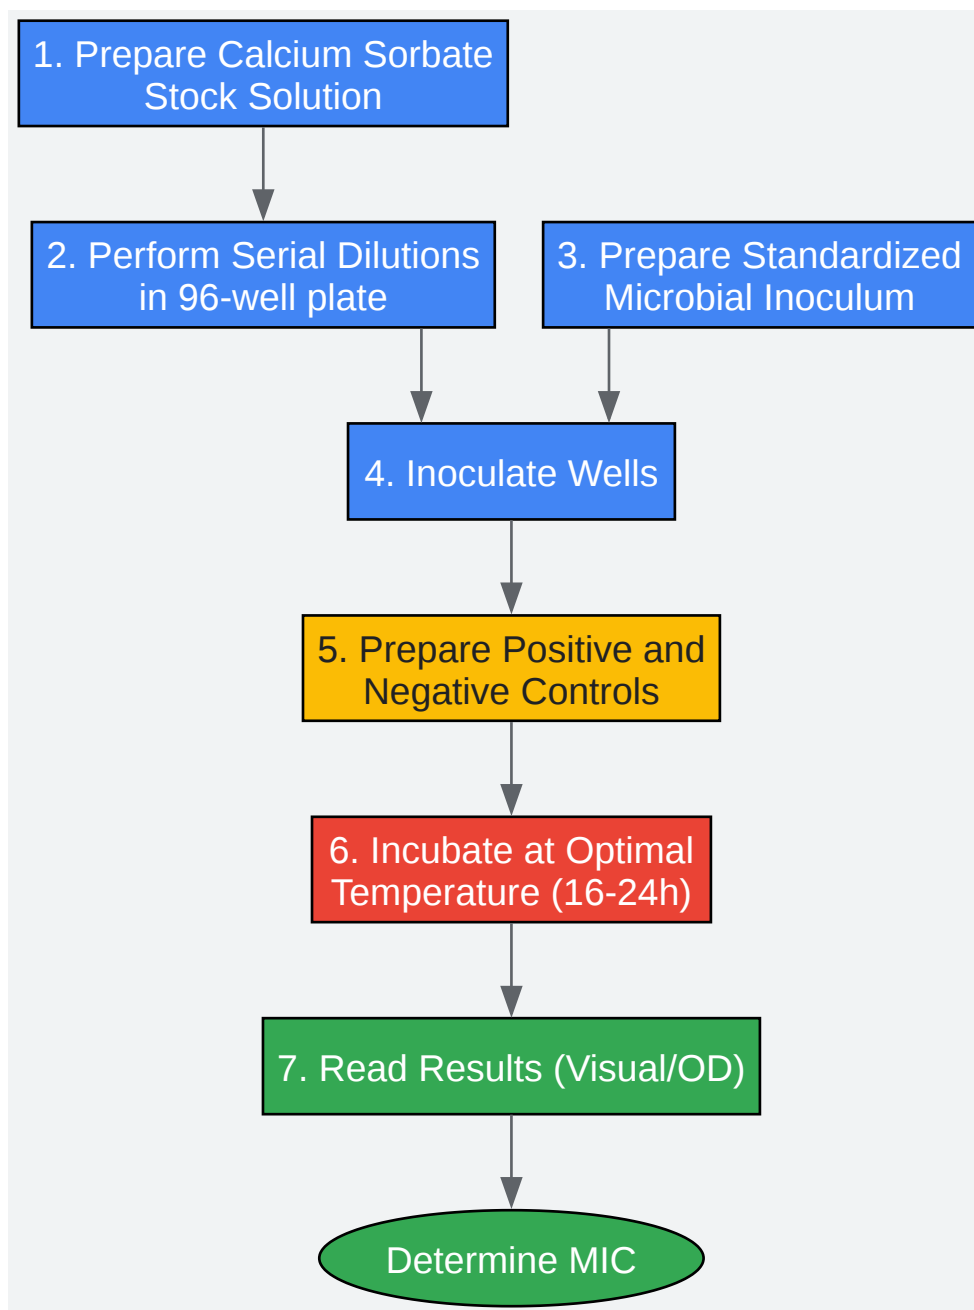 1. Prepare Calcium Sorbate
Stock Solution
2. Perform Serial Dilutions
in 96-well plate
3. Prepare Standardized
Microbial Inoculum
4. Inoculate Wells
5. Prepare Positive and
Negative Controls
6. Incubate at Optimal
Temperature (16-24h)
7. Read Results (Visual/OD)
Determine MIC